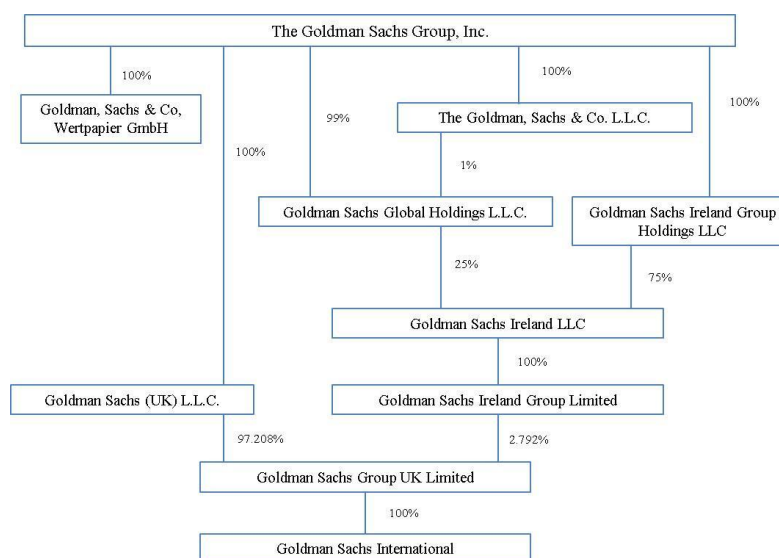 The Goldman Sachs Group, Inc.
100%
100%
100%
Goldman, Sachs & Co,
Wertpapier GmbH
99%
The Goldman, Sachs & Co. L.L.C.
100%
1%
Goldman Sachs Global Holdings L.L.C.
Goldman Sachs Ireland Group
Holdings LLC
25%
75%
Goldman Sachs Ireland LLC
100%
Goldman Sachs (UK) L.L.C.
Goldman Sachs Ireland Group Limited
97.208%
2.792%
Goldman Sachs Group UK Limited
100%
Goldman Sachs International